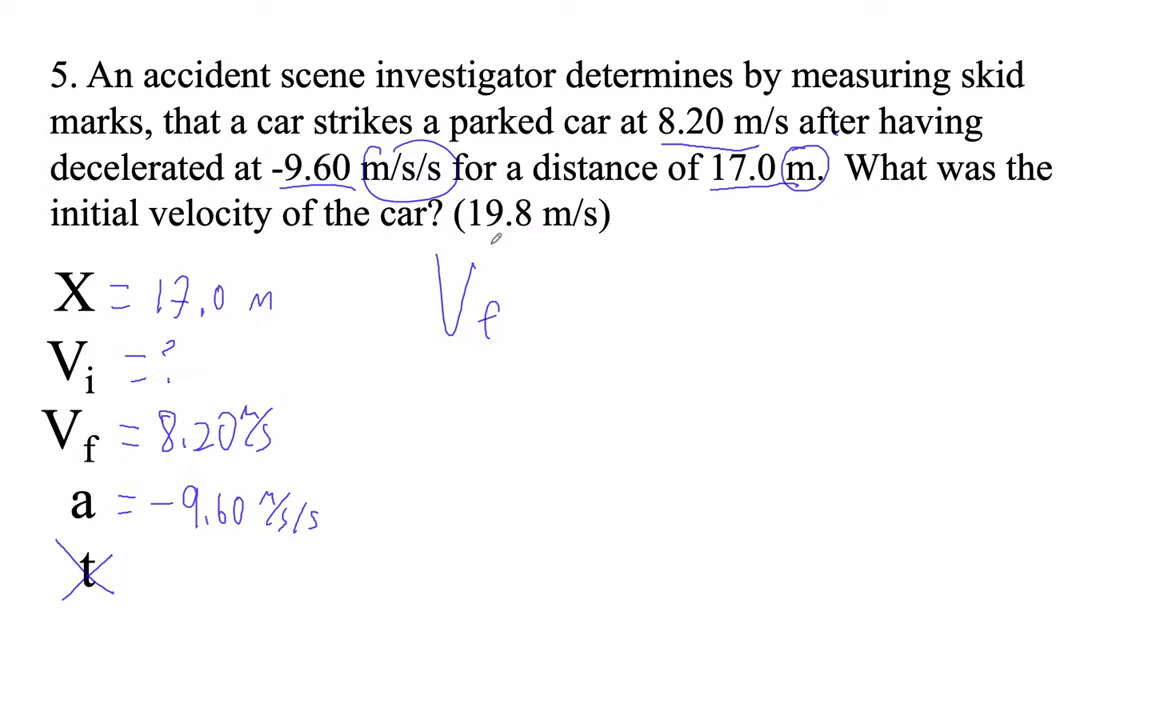 5. An accident scene investigator determines by measuring skid
marks, that a car strikes a parked car at 8.20 m/s after having
decelerated at -9.60 m/s/s for a distance of 17.0 m. What was the
initial velocity of the car? (19.8 m/s)
X = 17.0 m
Vf
Vi = ?
Vf = 8.20 m/s
a = -9.60 m/s/s
t